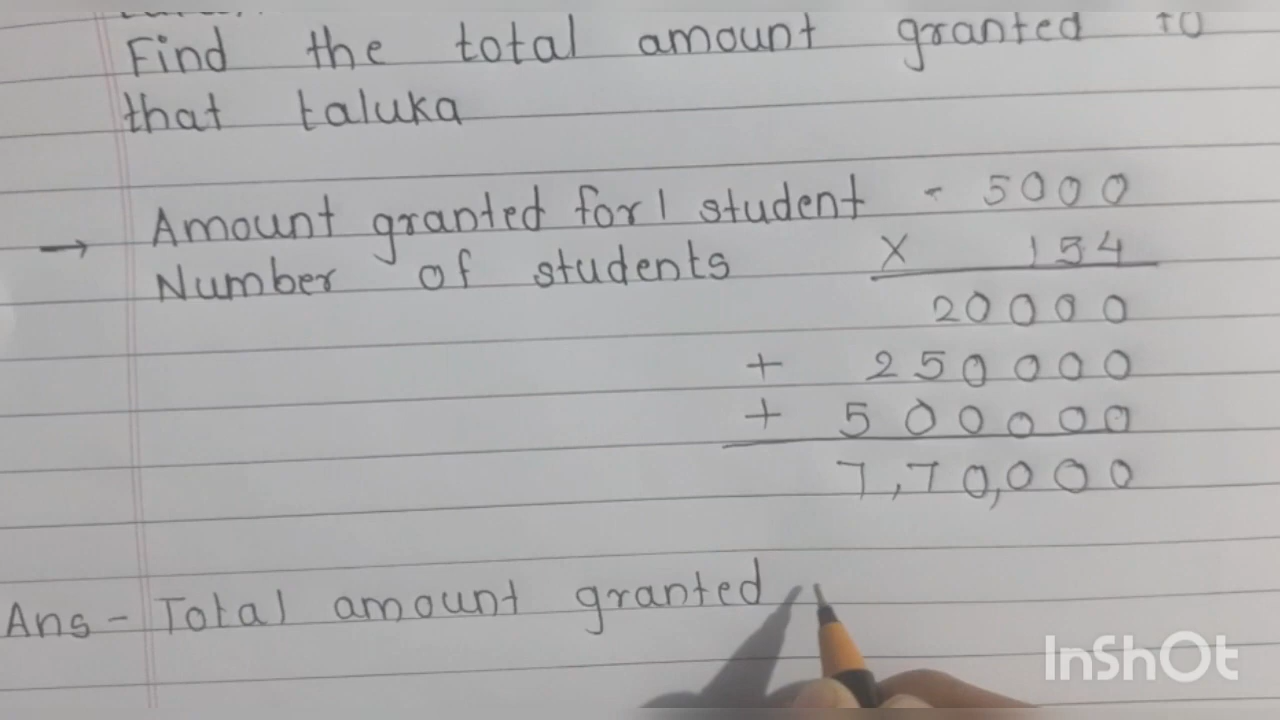 Find the total amount granted to
that taluka
→ Amount granted for 1 student - 5000
Number of students X 154
20000
+ 250000
+ 500000
7,70,000
Ans - Total amount granted
InShOt